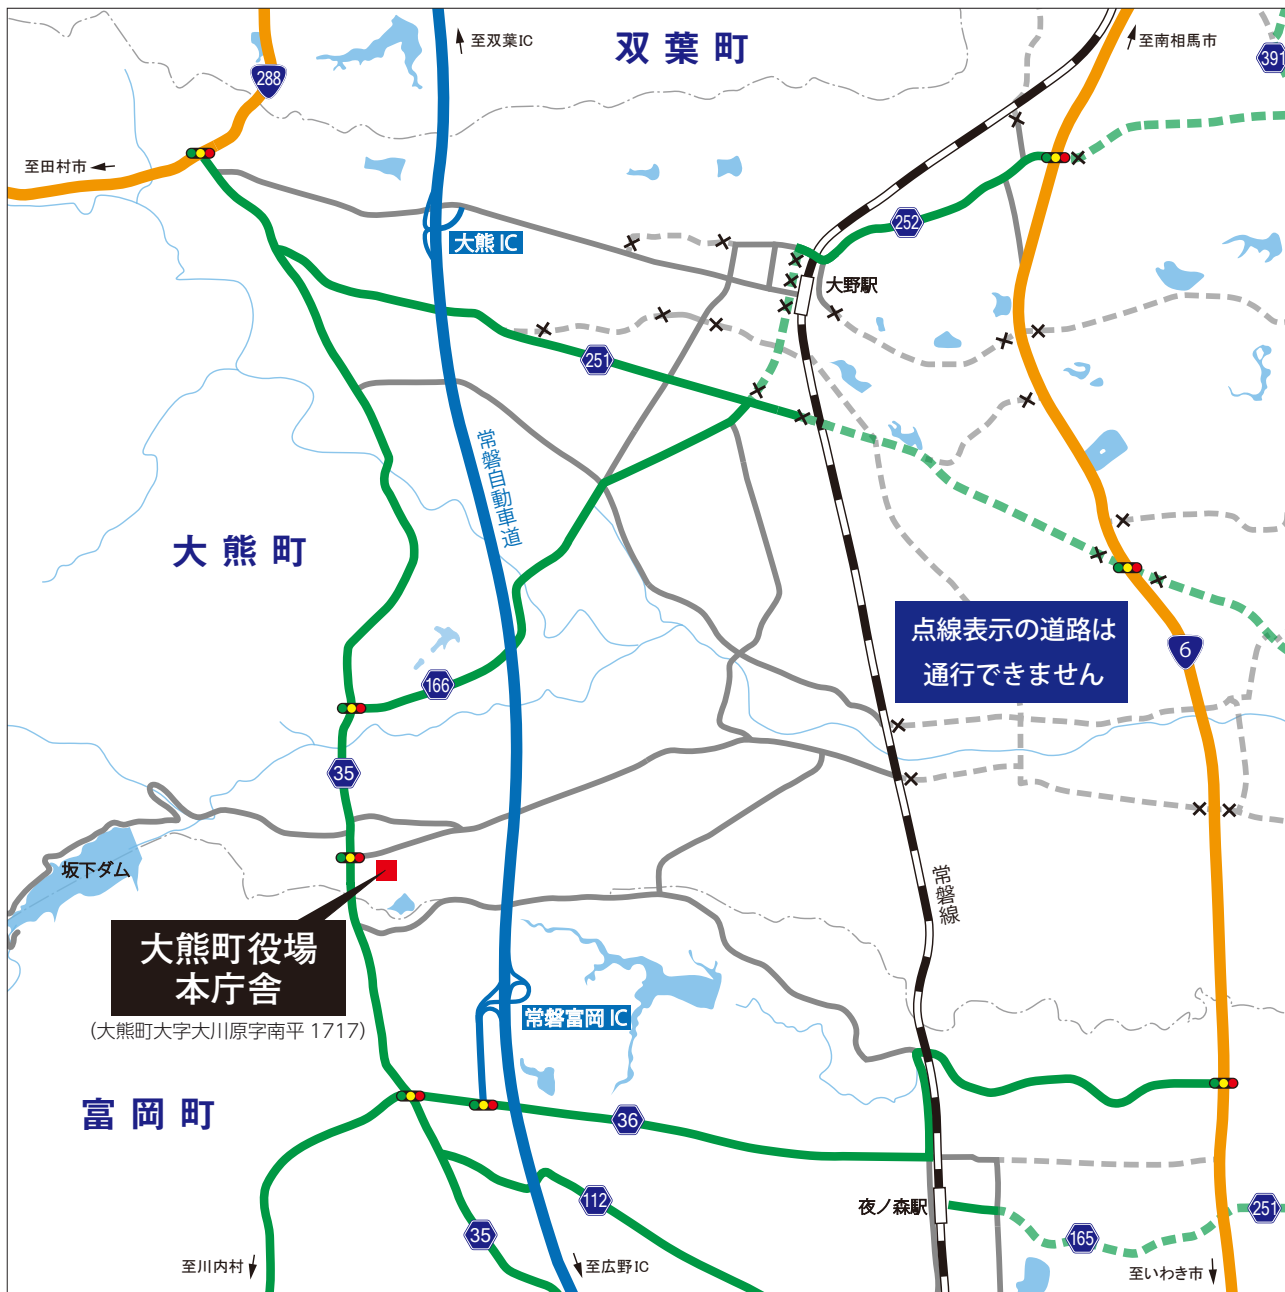 至双葉IC
双葉町
至南相馬市
391
288
至田村市
252
大熊 IC
大野駅
251
常磐自動車道
大熊町
点線表示の道路は
通行できません
6
166
35
坂下ダム
常磐線
大熊町役場
本庁舎
(大熊町大字大川原字南平 1717)
常磐富岡 IC
富岡町
36
112
夜ノ森駅
251
35
165
至川内村
至広野IC
至いわき市